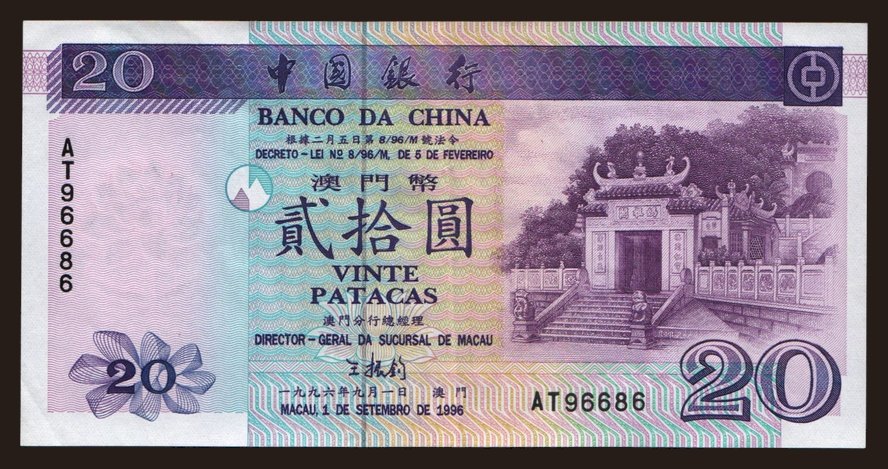 20 中國銀行
BANCO DA CHINA
根據二月五日第8/96/M號法令
DECRETO-LEI Nº 8/96/M, DE 5 DE FEVEREIRO
AT96686
澳門幣
貳拾圓
VINTE
PATACAS
澳門分行總經理
DIRECTOR-GERAL DA SUCURSAL DE MACAU
20
一九九六年九月一日 澳門
MACAU, 1 DE SETEMBRO DE 1996
AT96686
20